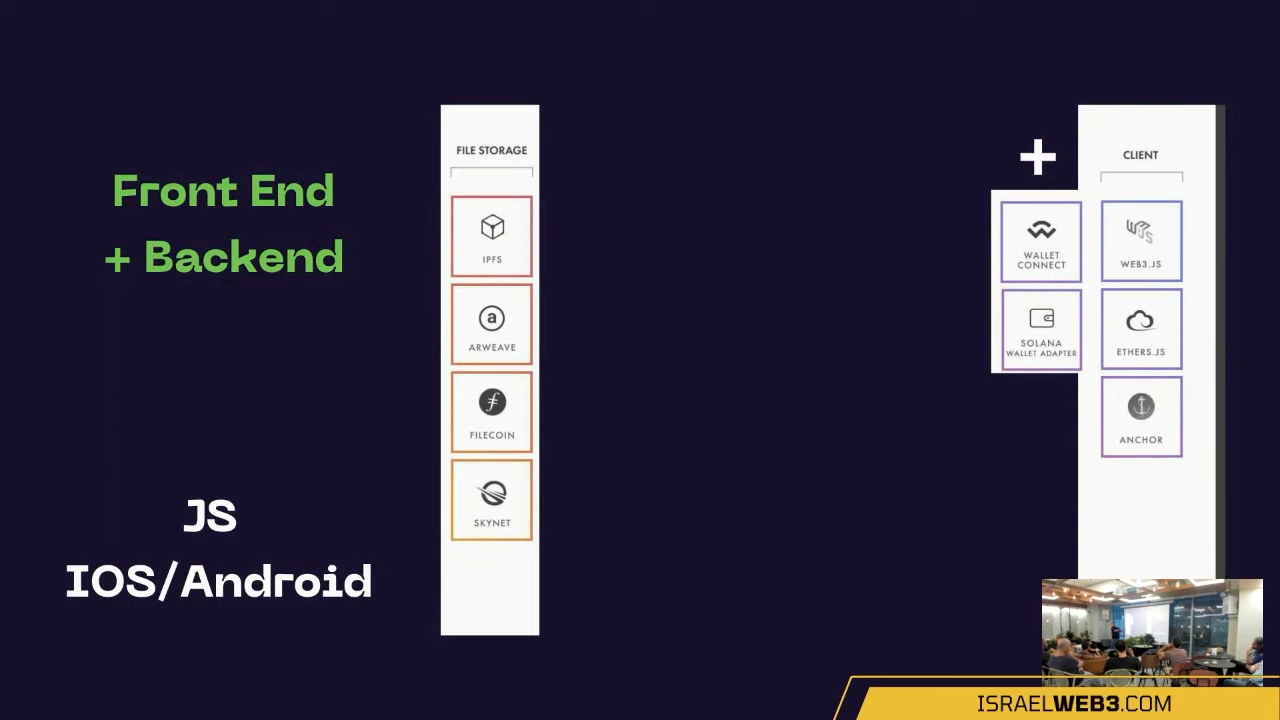 Front End
+ Backend
JS
IOS/Android
FILE STORAGE
IPFS
ARWEAVE
FILECOIN
SKYNET
+
WALLET
CONNECT
SOLANA
WALLET ADAPTER
CLIENT
WEB3.JS
ETHERS.JS
ANCHOR
ISRAELWEB3.COM